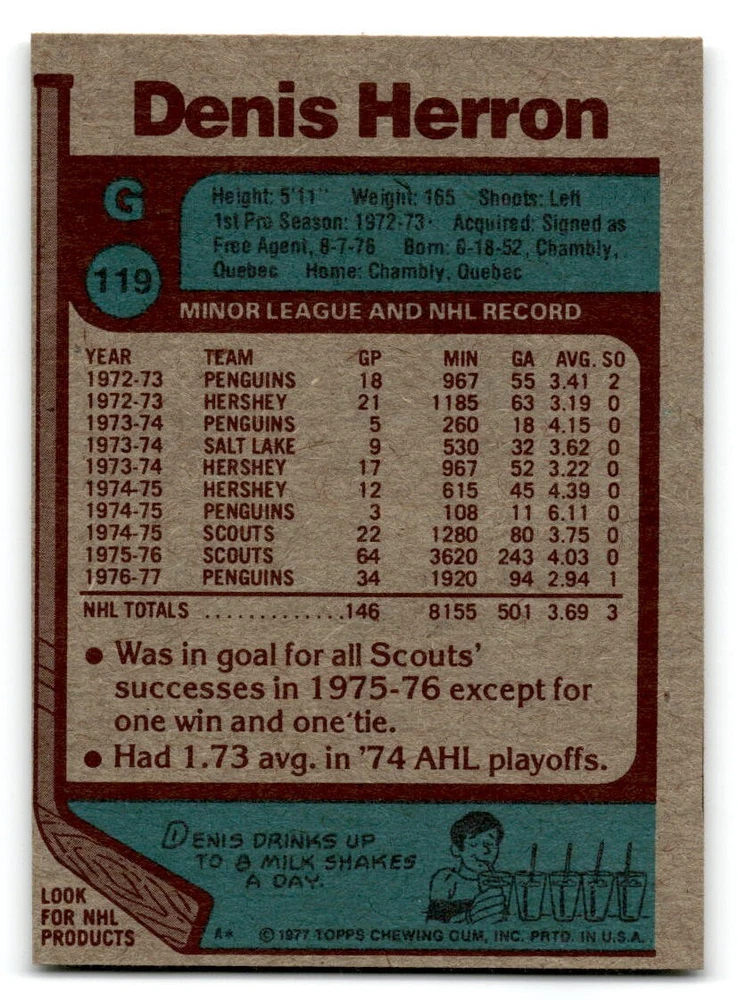 Denis Herron
G
119
Height: 5'11" Weight: 165 Shoots: Left
1st Pro Season: 1972-73 Acquired: Signed as
Free Agent, 8-7-76 Born: 6-18-52, Chambly,
Quebec Home: Chambly, Quebec
MINOR LEAGUE AND NHL RECORD
YEAR TEAM GP MIN GA AVG. SO
1972-73 PENGUINS 18 967 55 3.41 2
1972-73 HERSHEY 21 1185 63 3.19 0
1973-74 PENGUINS 5 260 18 4.15 0
1973-74 SALT LAKE 9 530 32 3.62 0
1973-74 HERSHEY 17 967 52 3.22 0
1974-75 HERSHEY 12 615 45 4.39 0
1974-75 PENGUINS 3 108 11 6.11 0
1974-75 SCOUTS 22 1280 80 3.75 0
1975-76 SCOUTS 64 3620 243 4.03 0
1976-77 PENGUINS 34 1920 94 2.94 1
NHL TOTALS .............146 8155 501 3.69 3
• Was in goal for all Scouts'
successes in 1975-76 except for
one win and one tie.
• Had 1.73 avg. in '74 AHL playoffs.
DENIS DRINKS UP
TO 8 MILK SHAKES
A DAY.
LOOK
FOR NHL
PRODUCTS
A* © 1977 TOPPS CHEWING GUM, INC. PRTD. IN U.S.A.